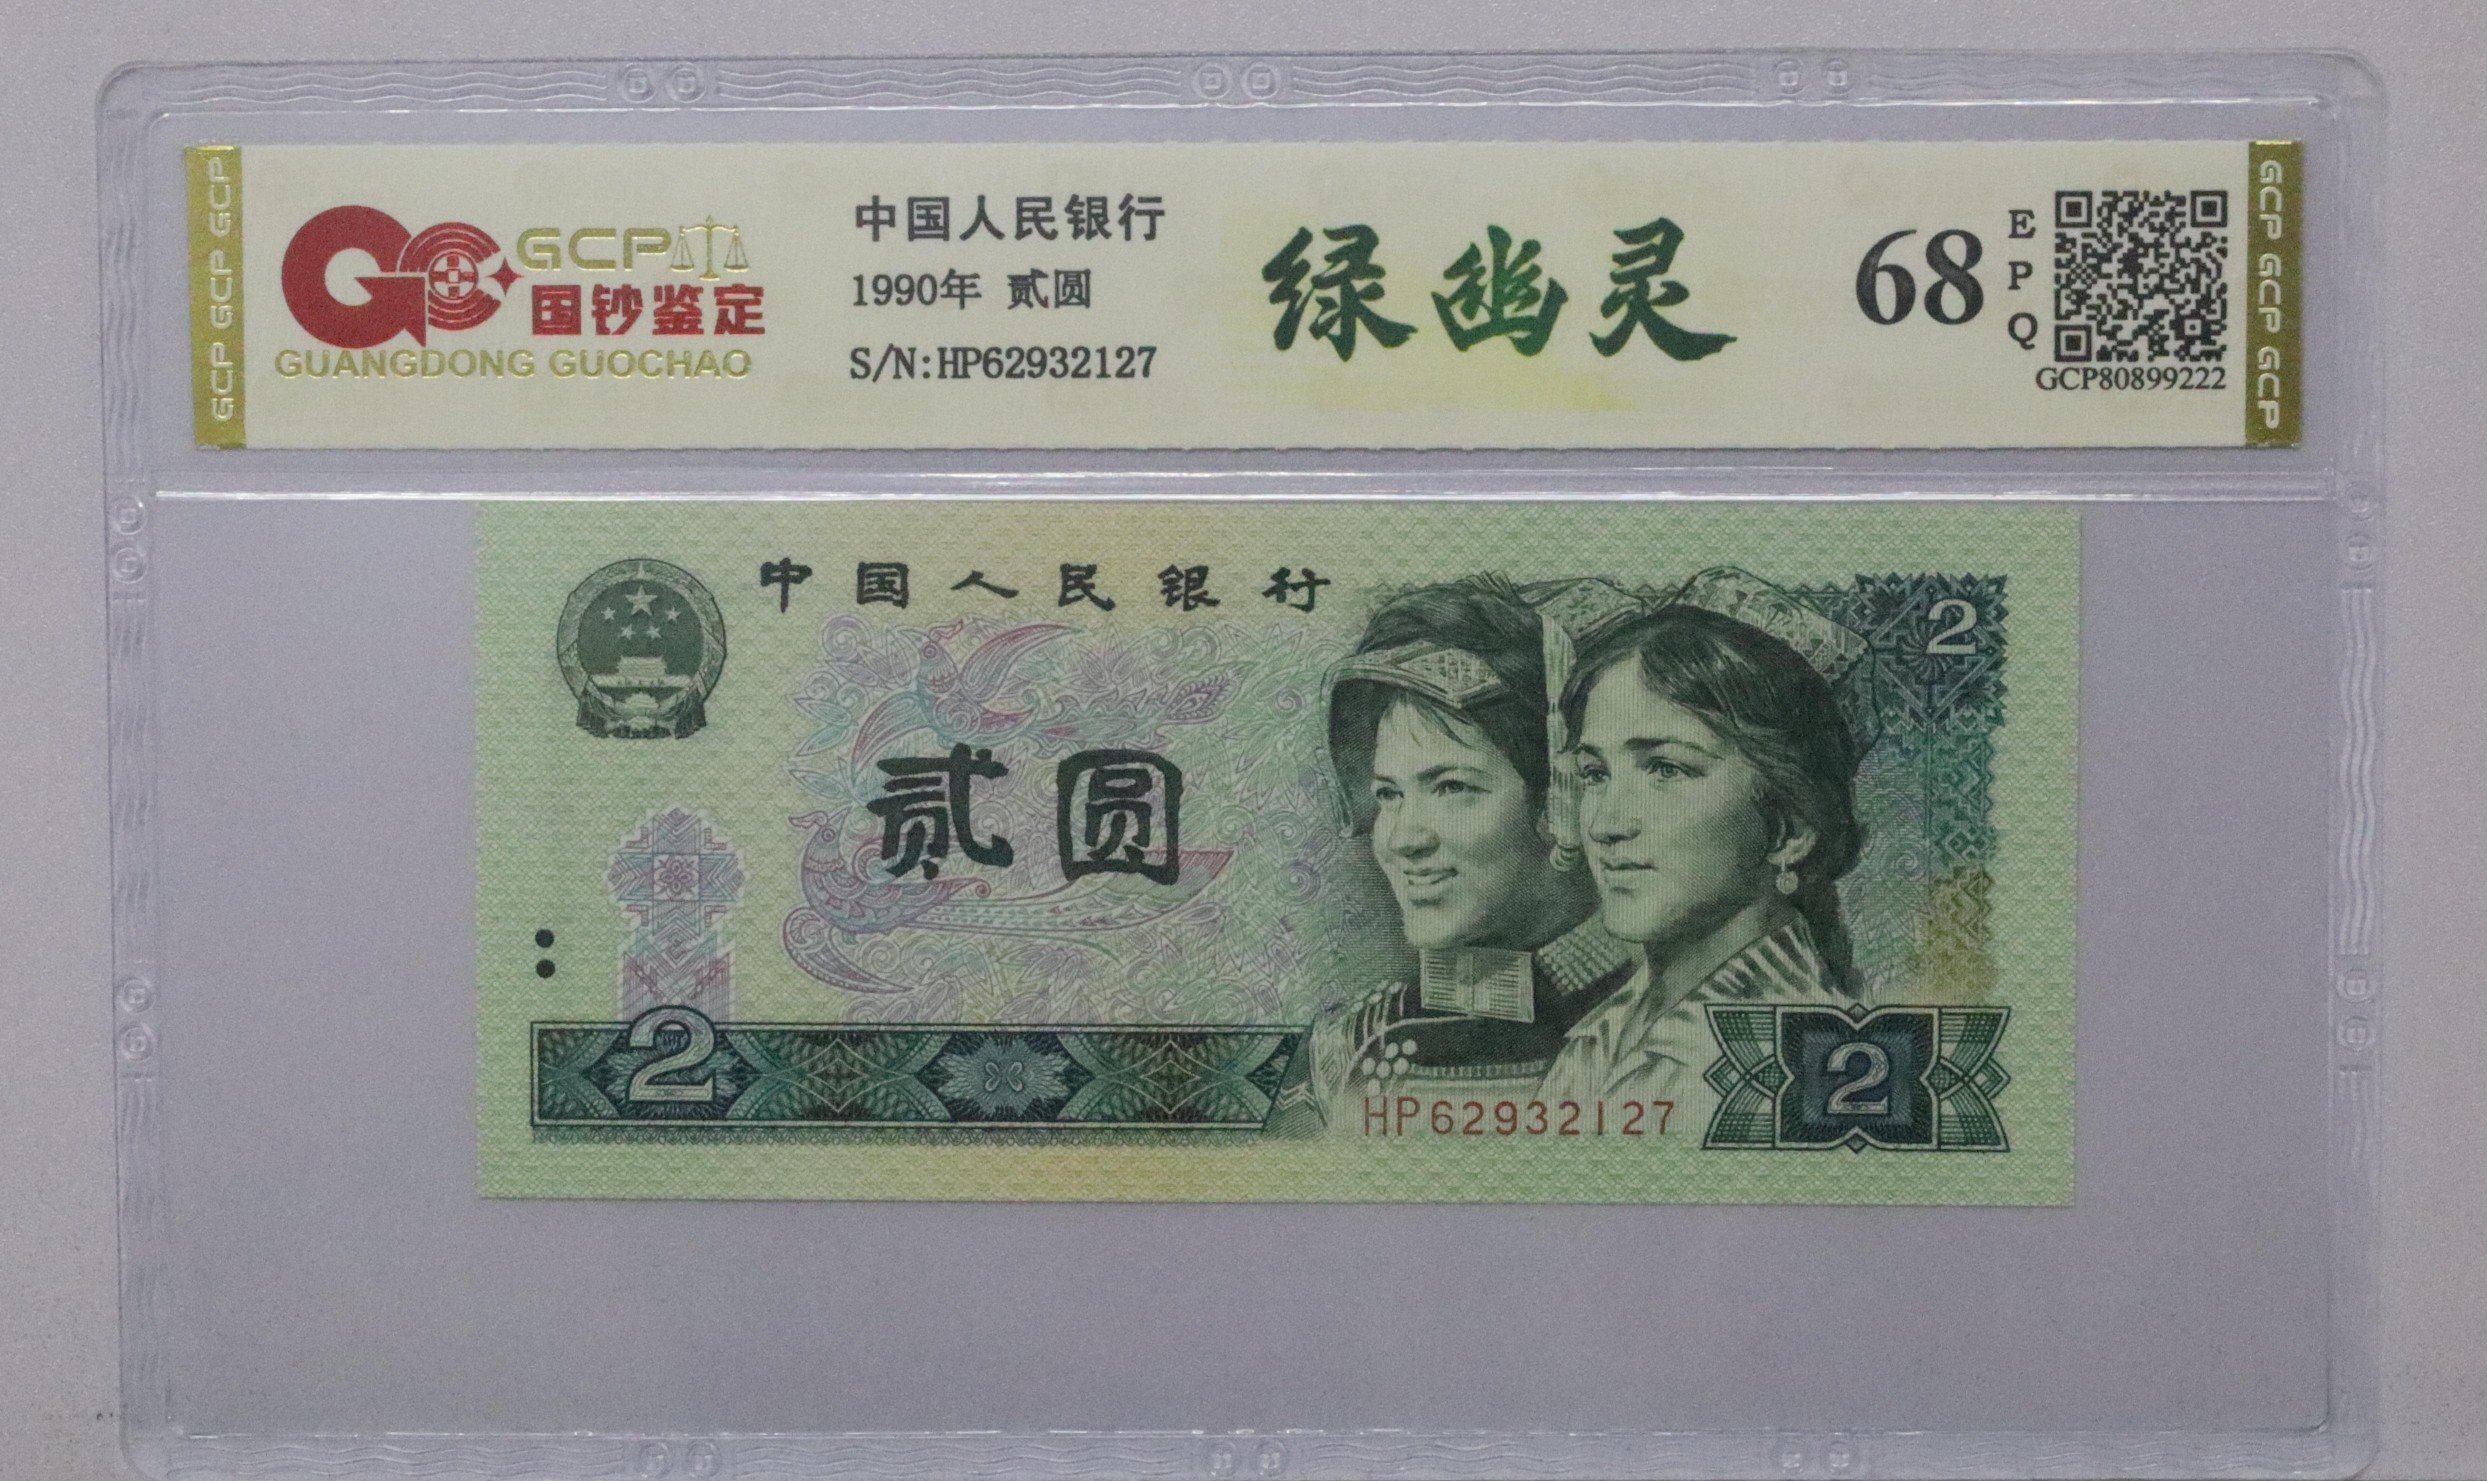 GCP GCP GCP
GCP
国钞鉴定
GUANGDONG GUOCHAO
中国人民银行
1990年 贰圆
S/N:HP62932127
绿幽灵
68
EPQ
GCP80899222
GCP GCP GCP
中国人民银行
2
贰圆
2
2
HP62932127